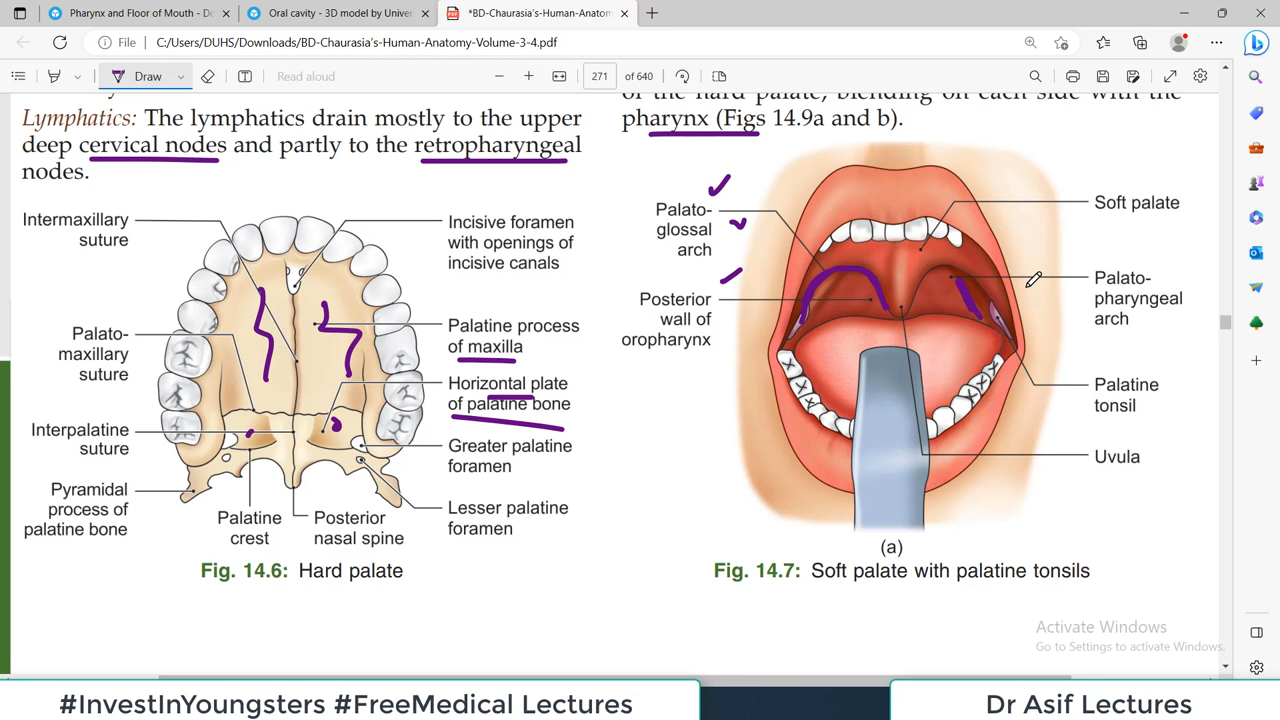 Pharynx and Floor of Mouth - Do
Oral cavity - 3D model by Univer
*BD-Chaurasia's-Human-Anatom
File
C:/Users/DUHS/Downloads/BD-Chaurasia's-Human-Anatomy-Volume-3-4.pdf
Draw
Read aloud
271 of 640
Lymphatics: The lymphatics drain mostly to the upper
deep cervical nodes and partly to the retropharyngeal
nodes.
Intermaxillary
suture
Incisive foramen
with openings of
incisive canals
Palato-
maxillary
suture
Palatine process
of maxilla
Horizontal plate
of palatine bone
Interpalatine
suture
Greater palatine
foramen
Pyramidal
process of
palatine bone
Palatine
crest
Posterior
nasal spine
Lesser palatine
foramen
Fig. 14.6: Hard palate
of the hard palate, blending on each side with the
pharynx (Figs 14.9a and b).
Palato-
glossal
arch
Soft palate
Posterior
wall of
oropharynx
Palato-
pharyngeal
arch
Palatine
tonsil
Uvula
(a)
Fig. 14.7: Soft palate with palatine tonsils
Activate Windows
Go to Settings to activate Windows.
#InvestInYoungsters #FreeMedical Lectures
Dr Asif Lectures